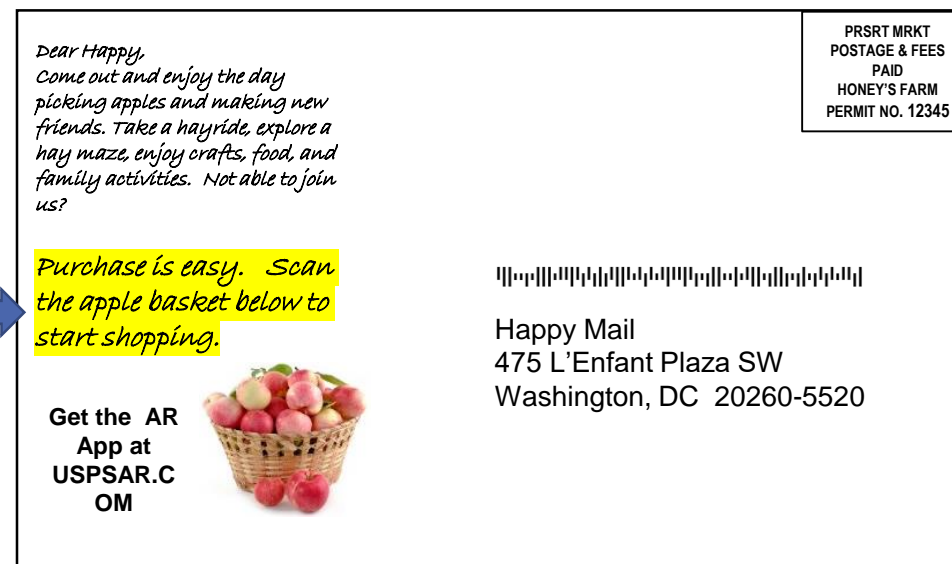 Dear Happy,
Come out and enjoy the day
picking apples and making new
friends. Take a hayride, explore a
hay maze, enjoy crafts, food, and
family activities. Not able to join
us?
Purchase is easy. Scan
the apple basket below to
start shopping.
Get the AR
App at
USPSAR.C
OM
PRSRT MRKT
POSTAGE & FEES
PAID
HONEY'S FARM
PERMIT NO. 12345
Happy Mail
475 L'Enfant Plaza SW
Washington, DC 20260-5520